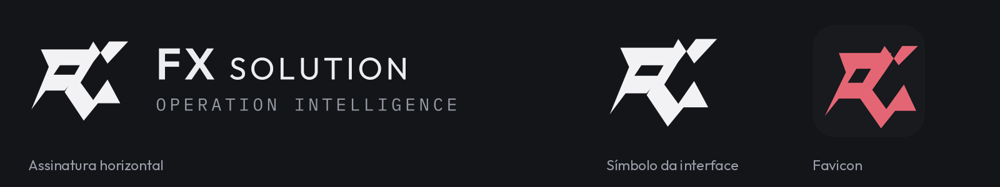 FX SOLUTION
OPERATION INTELLIGENCE
Assinatura horizontal
Símbolo da interface
Favicon